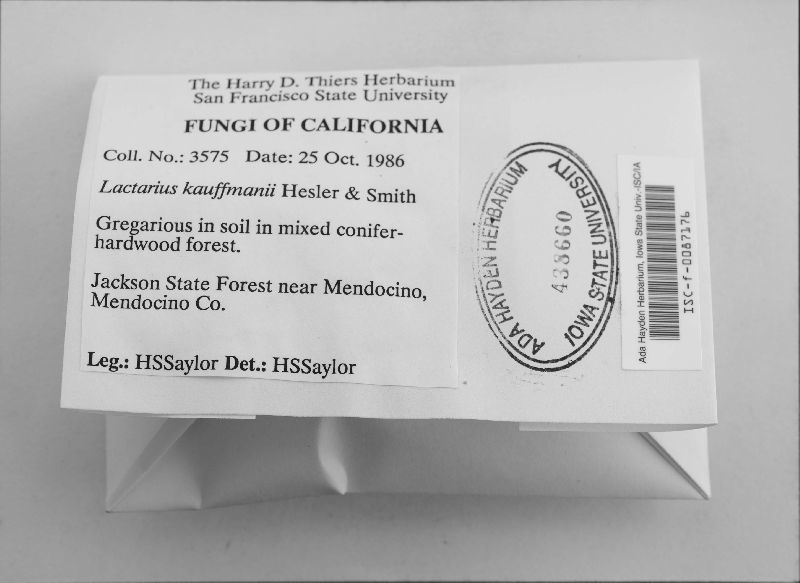 The Harry D. Thiers Herbarium
San Francisco State University
FUNGI OF CALIFORNIA
Coll. No.: 3575 Date: 25 Oct. 1986
Lactarius kauffmanii Hesler & Smith
Gregarious in soil in mixed conifer-
hardwood forest.
Jackson State Forest near Mendocino,
Mendocino Co.
Leg.: HSSaylor Det.: HSSaylor
ADA HAYDEN HERBARIUM
438660
IOWA STATE UNIVERSITY
Ada Hayden Herbarium, Iowa State Univ.-ISC/IA
ISC-f-0087176